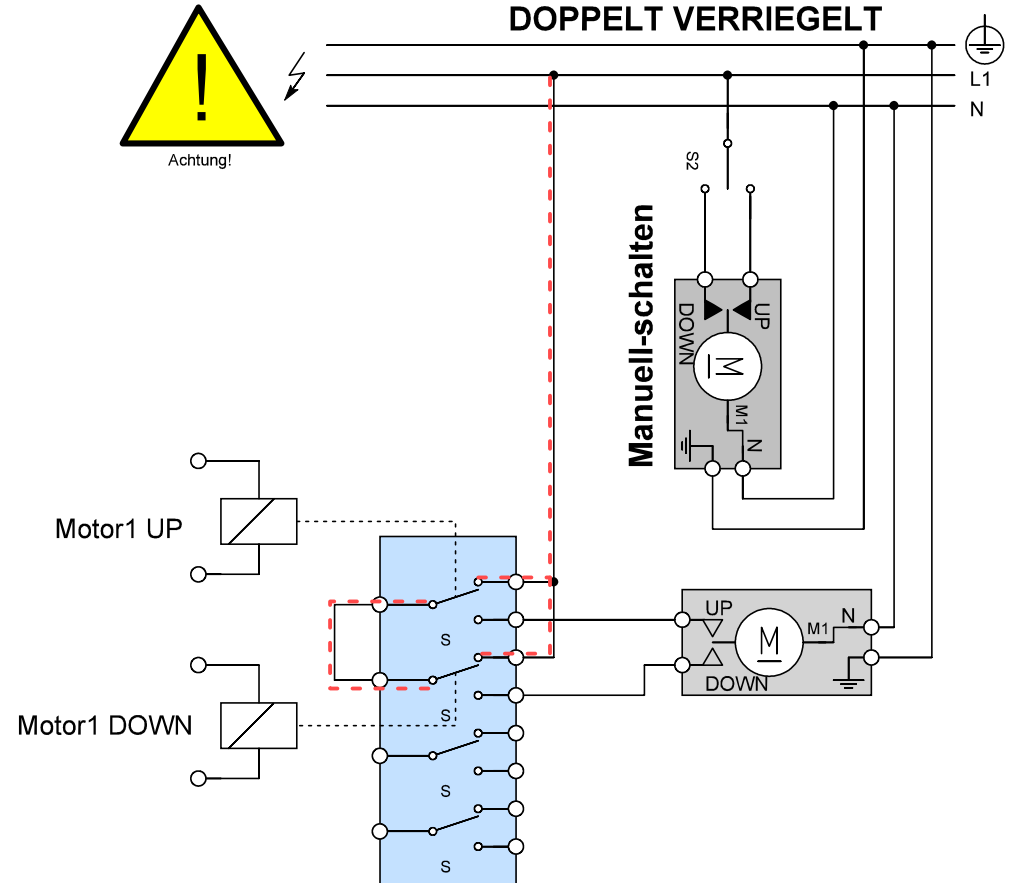 DOPPELT VERRIEGELT
!
Achtung!
L1
N
S2
Manuell-schalten
DOWN
UP
M
M1
N
Motor1 UP
S
UP
M
M1
N
DOWN
Motor1 DOWN
S
S
S